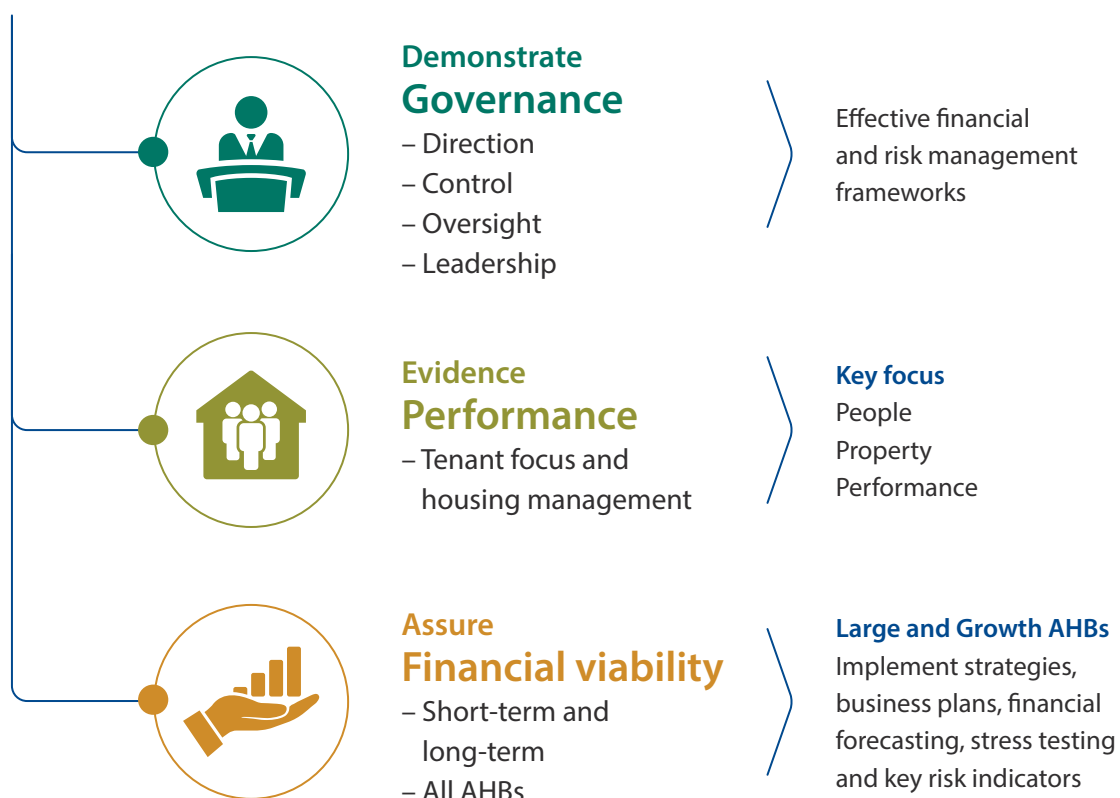 Demonstrate
Governance
– Direction
– Control
– Oversight
– Leadership
Effective financial
and risk management
frameworks
Evidence
Performance
– Tenant focus and
housing management
Key focus
People
Property
Performance
Assure
Financial viability
– Short-term and
long-term
– All AHBs
Large and Growth AHBs
Implement strategies,
business plans, financial
forecasting, stress testing
and key risk indicators